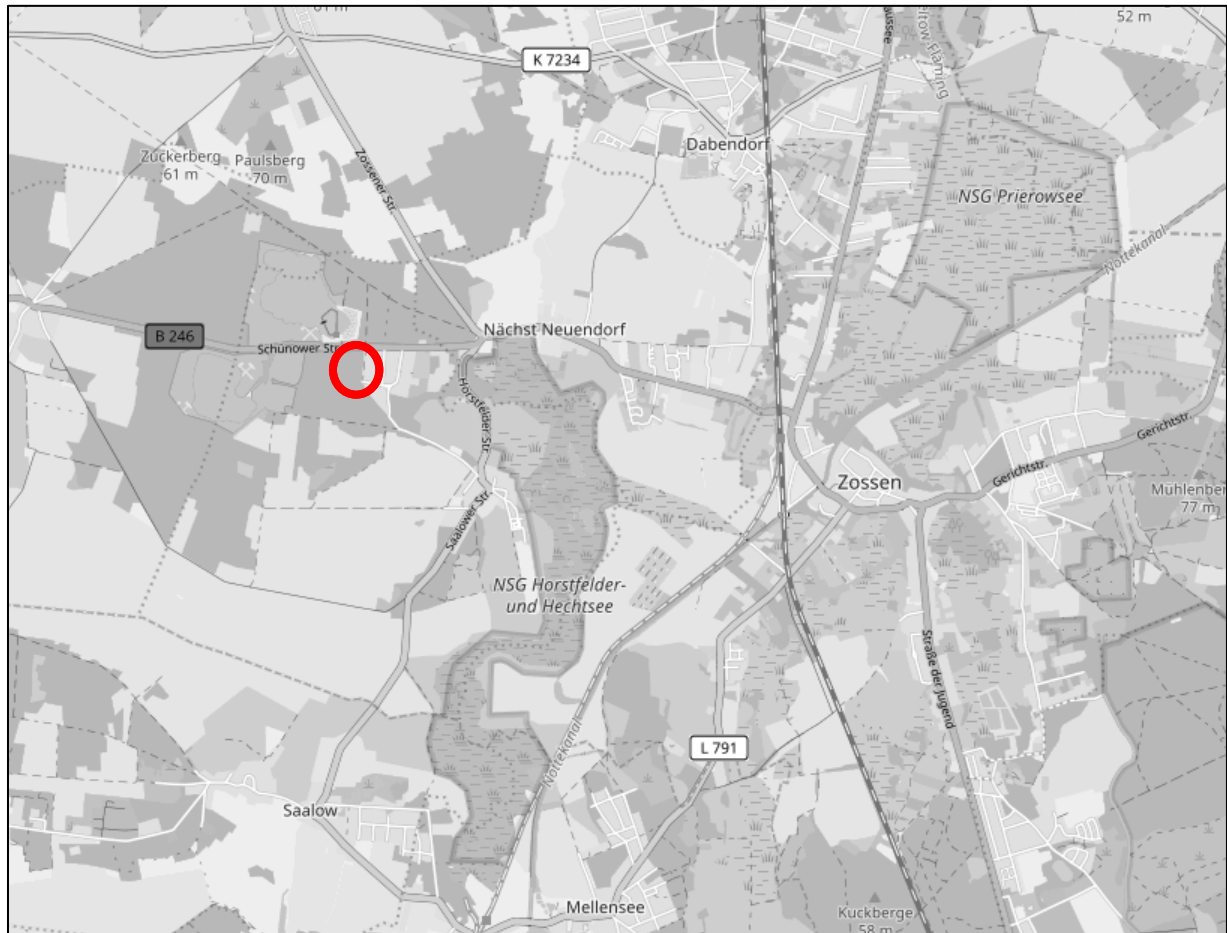 52 m
K 7234
Teltow Fläming
Dabendorf
Zuckerberg
61 m
Paulsberg
70 m
Zossener Str.
NSG Prierowsee
Nottekanal
B 246
Schünower Str.
Nächst Neuendorf
Horstfelder Str.
Gerichtstr.
Gerichtstr.
Zossen
77 m
Saalower Str.
NSG Horstfelder-
und Hechtsee
Straße der Jugend
Nottekanal
L 791
Saalow
Mellensee
Kuckberge
58 m